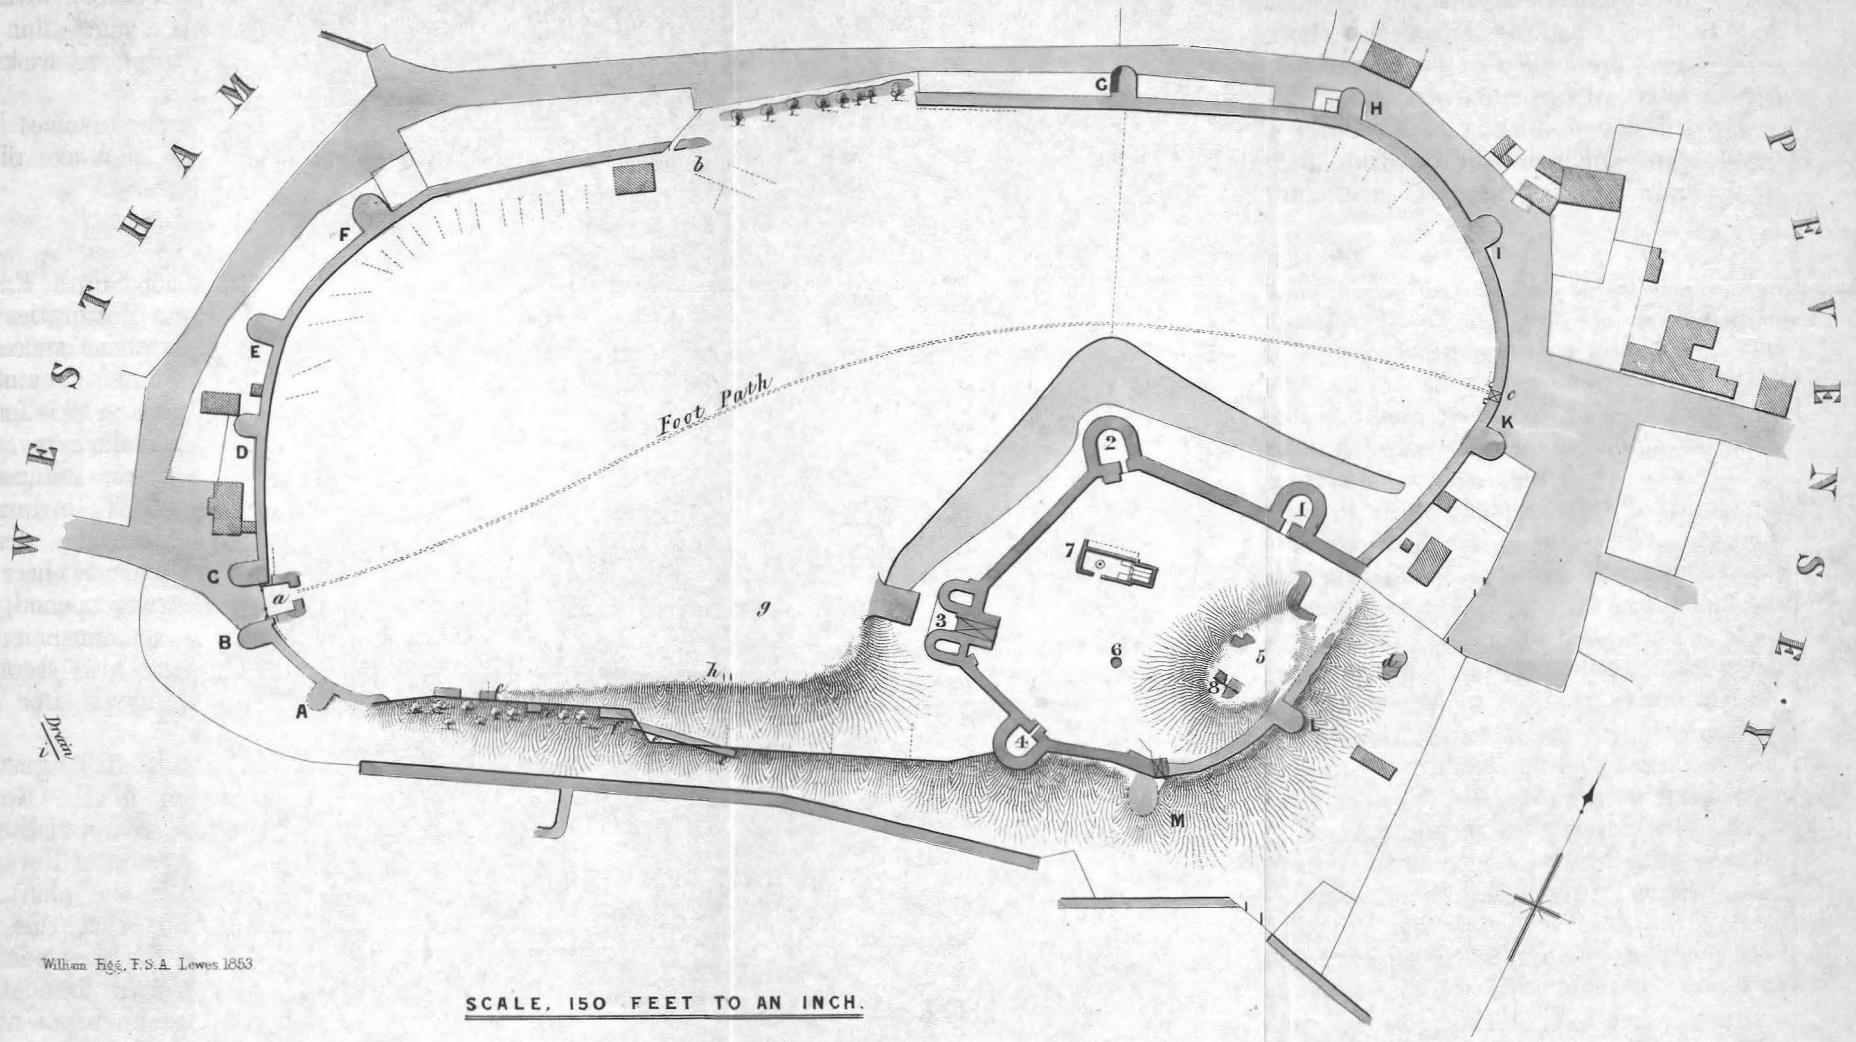 WESTHAM
PEVENSEY.
G
H
b
F
I
E
Foot Path
c
D
K
2
1
C
7
a
g
3
B
6
5
d
h
8
e
A
L
4
Drain
i
M
William Figg, F.S.A. Lewes 1853.
SCALE, 150 FEET TO AN INCH.